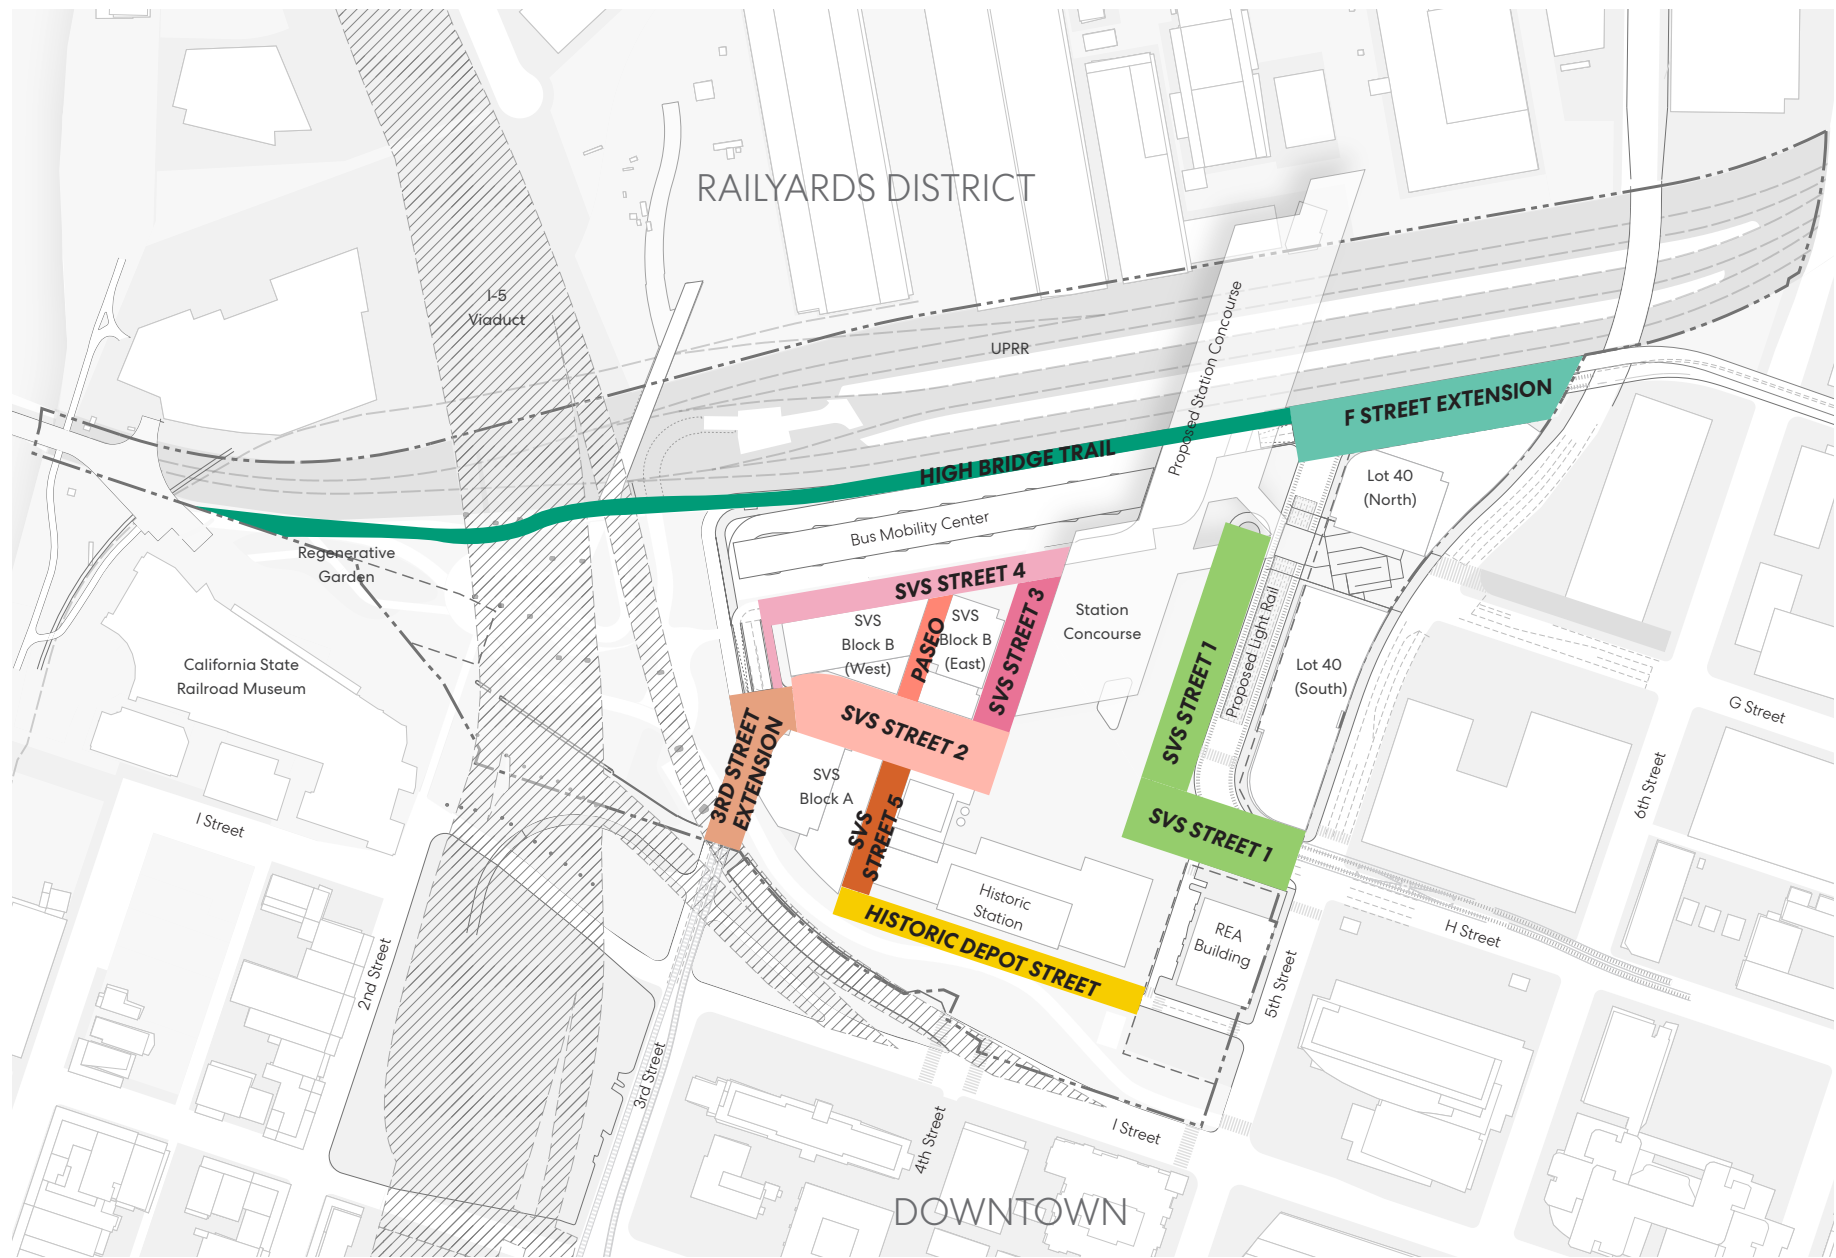 RAILYARDS DISTRICT
I-5
Viaduct
UPRR
Proposed Station Concourse
F STREET EXTENSION
HIGH BRIDGE TRAIL
Lot 40
(North)
Bus Mobility Center
Regenerative
Garden
SVS STREET 4
SVS STREET 3
PASEO
SVS
Block B
(West)
SVS
Block B
(East)
Station
Concourse
SVS STREET 1
Proposed Light Rail
California State
Railroad Museum
Lot 40
(South)
G Street
SVS STREET 2
3RD STREET
EXTENSION
SVS
Block A
SVS
STREET 5
6th Street
I Street
SVS STREET 1
Historic
Station
HISTORIC DEPOT STREET
REA
Building
H Street
2nd Street
5th Street
3rd Street
4th Street
I Street
DOWNTOWN